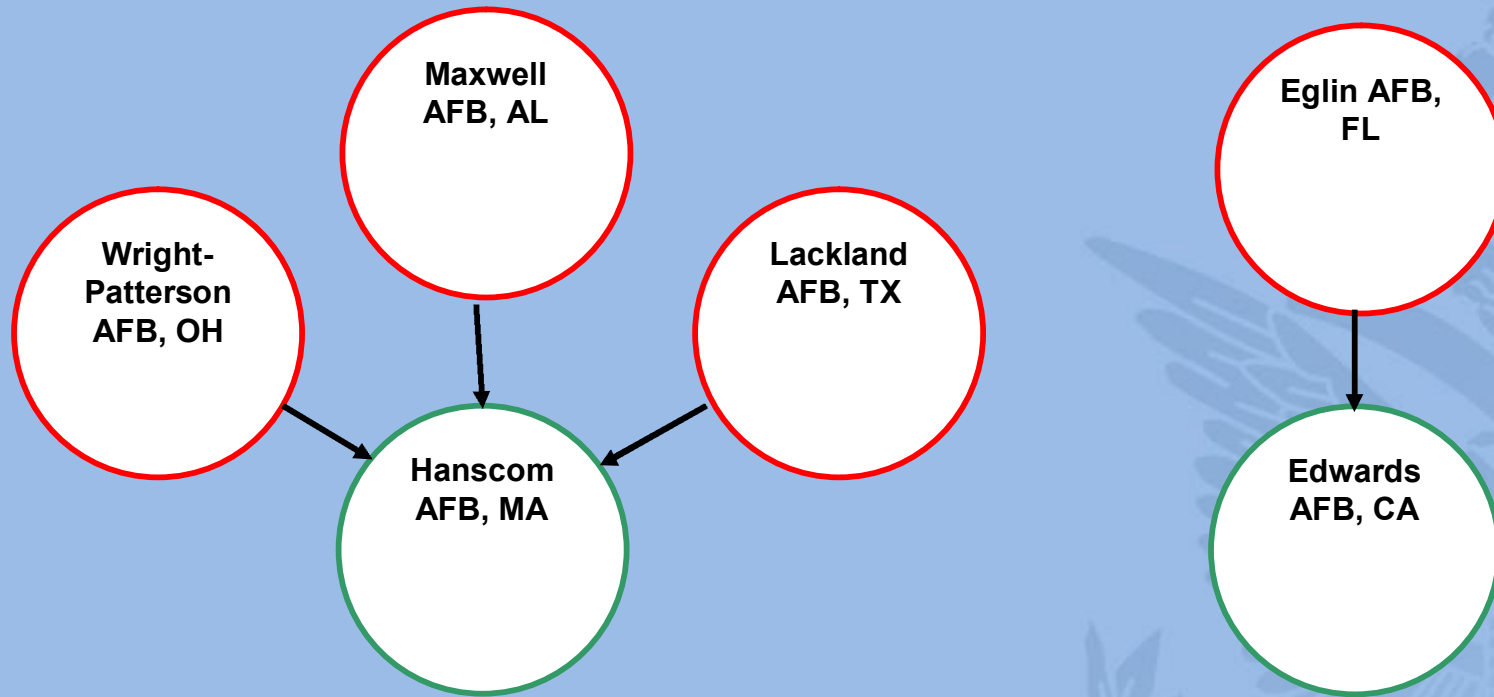 Maxwell
AFB, AL
Eglin AFB,
FL
Wright-
Patterson
AFB, OH
Lackland
AFB, TX
Hanscom
AFB, MA
Edwards
AFB, CA